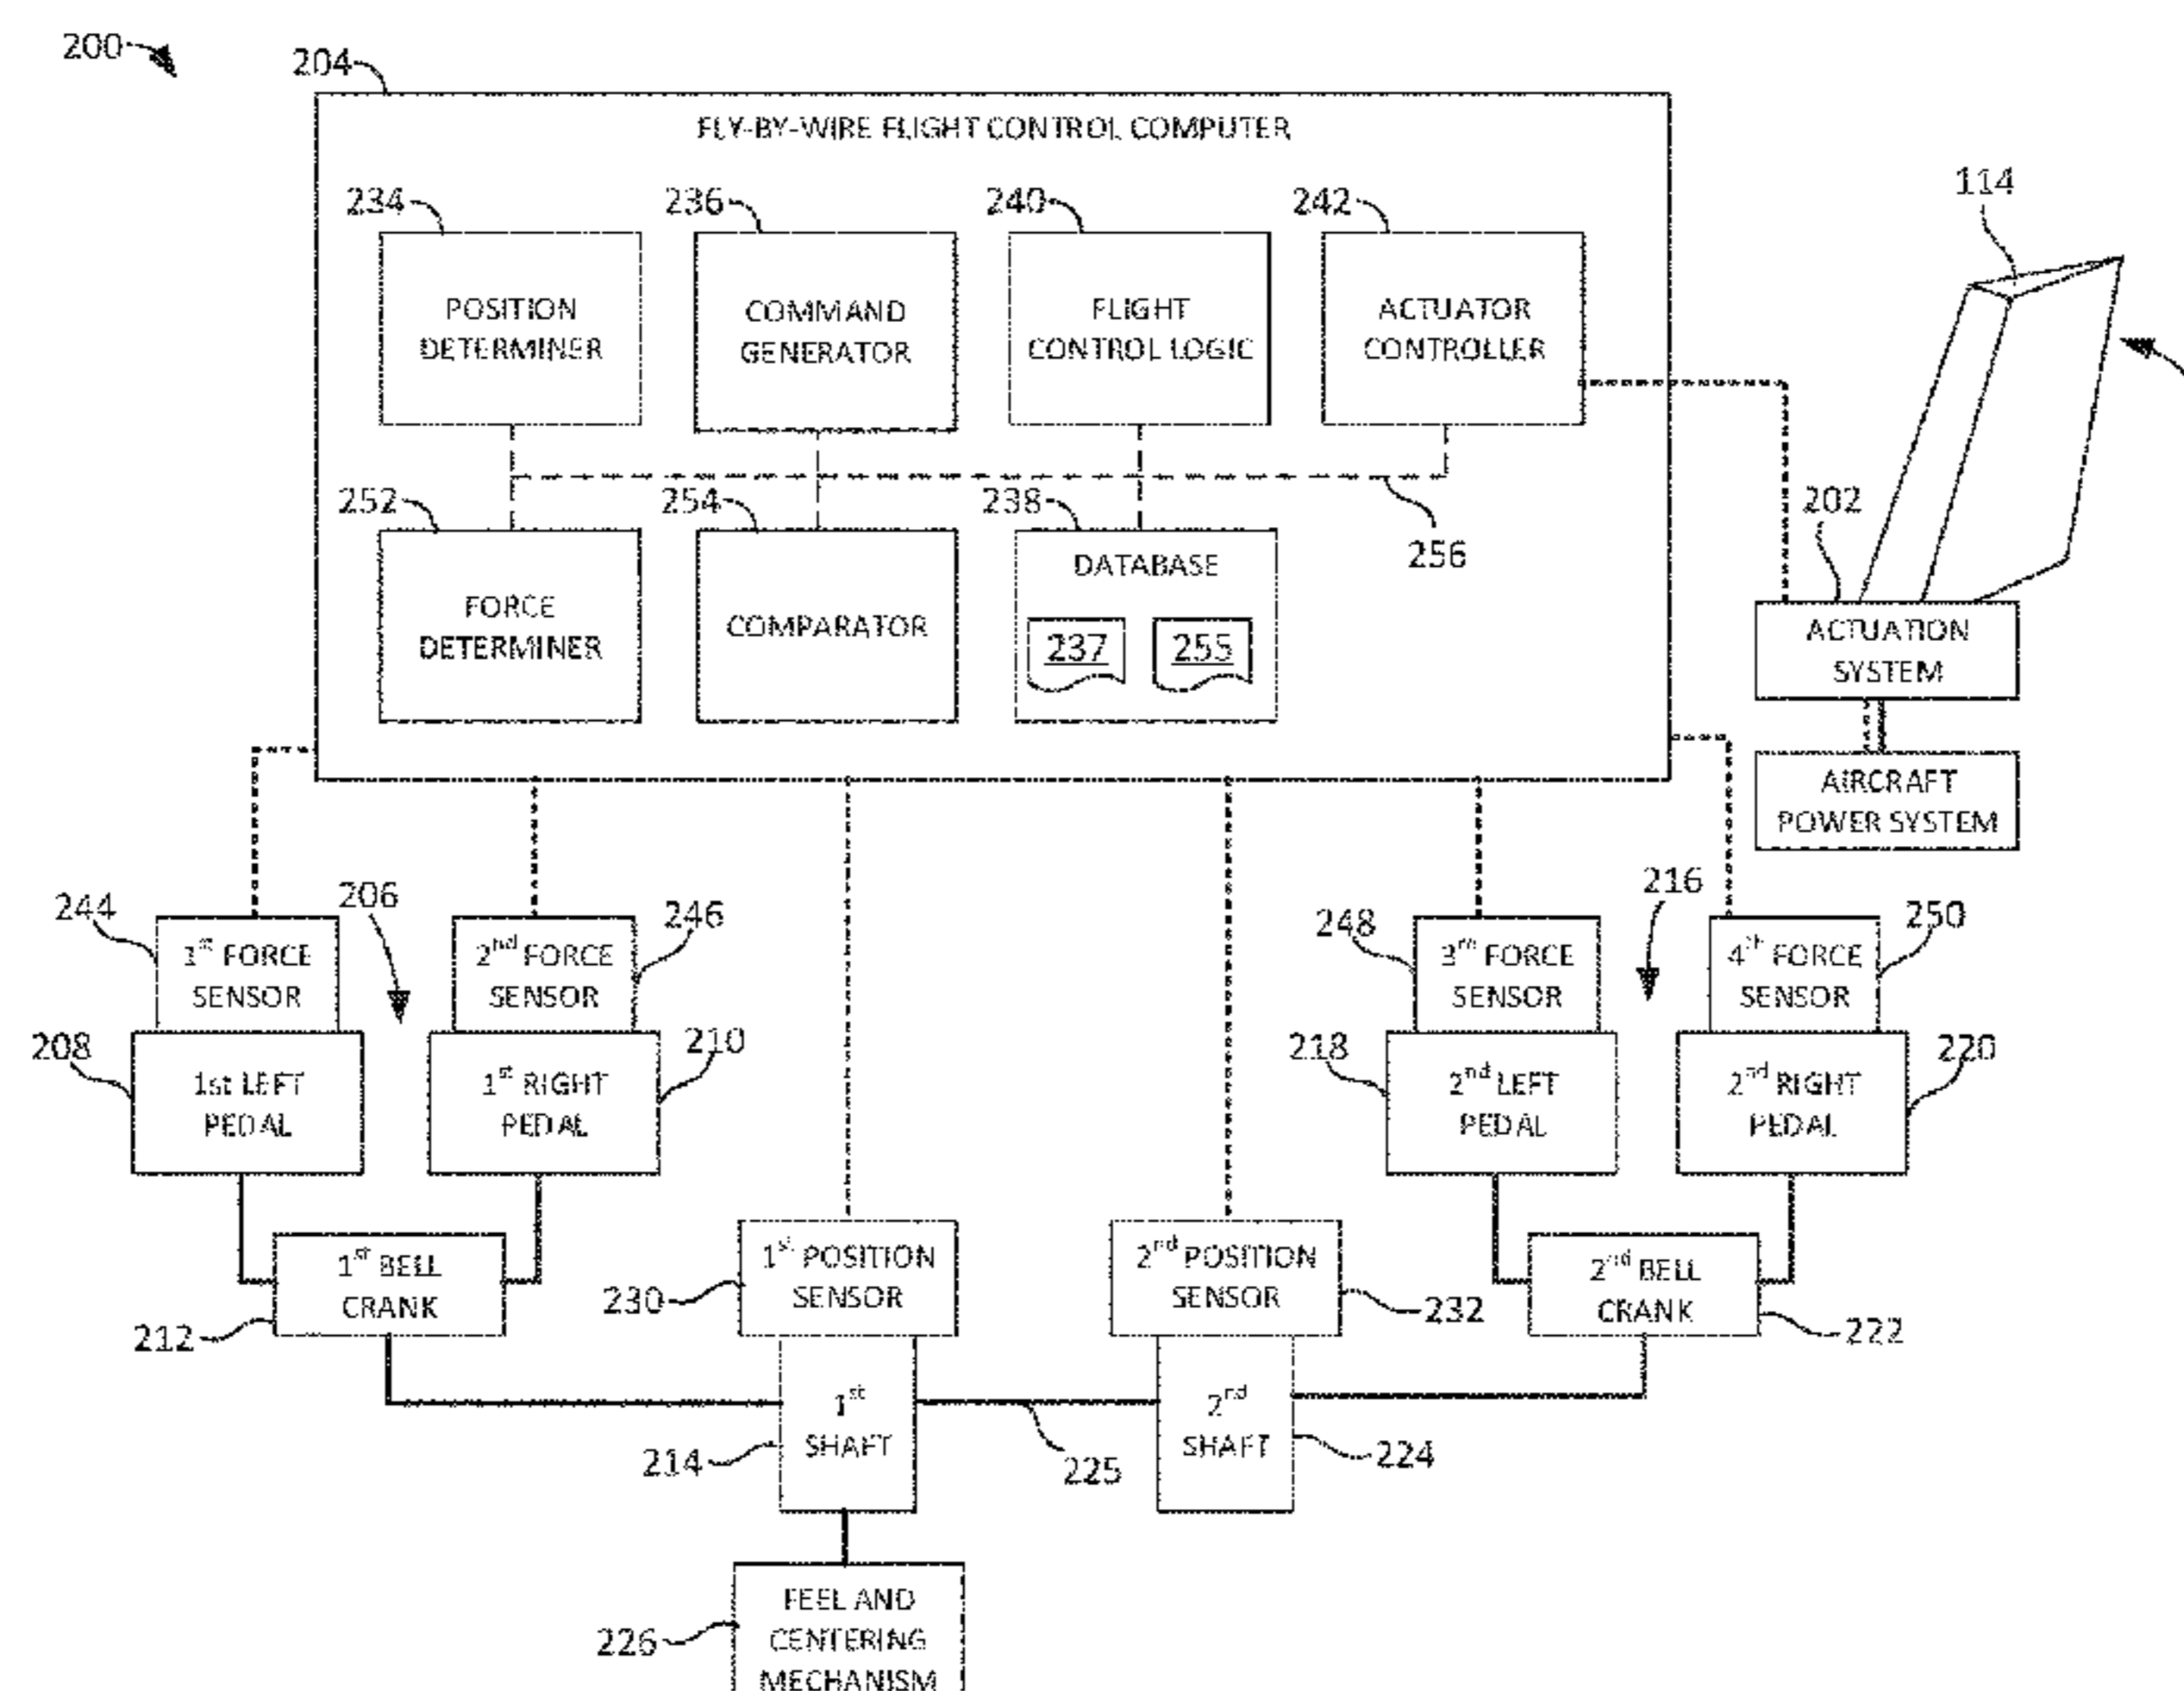 200
204
FLY-BY-WIRE FLIGHT CONTROL COMPUTER
234
236
240
242
114
POSITION
DETERMINER
COMMAND
GENERATOR
FLIGHT
CONTROL LOGIC
ACTUATOR
CONTROLLER
252
254
238
256
202
FORCE
DETERMINER
COMPARATOR
DATABASE
237
255
ACTUATION
SYSTEM
AIRCRAFT
POWER SYSTEM
244
206
246
248
216
250
1st FORCE
SENSOR
2nd FORCE
SENSOR
3rd FORCE
SENSOR
4th FORCE
SENSOR
208
210
218
220
1st LEFT
PEDAL
1st RIGHT
PEDAL
2nd LEFT
PEDAL
2nd RIGHT
PEDAL
1st BELL
CRANK
212
230
1st POSITION
SENSOR
2nd POSITION
SENSOR
232
2nd BELL
CRANK
222
214
1st
SHAFT
225
2nd
SHAFT
224
226
FEEL AND
CENTERING
MECHANISM